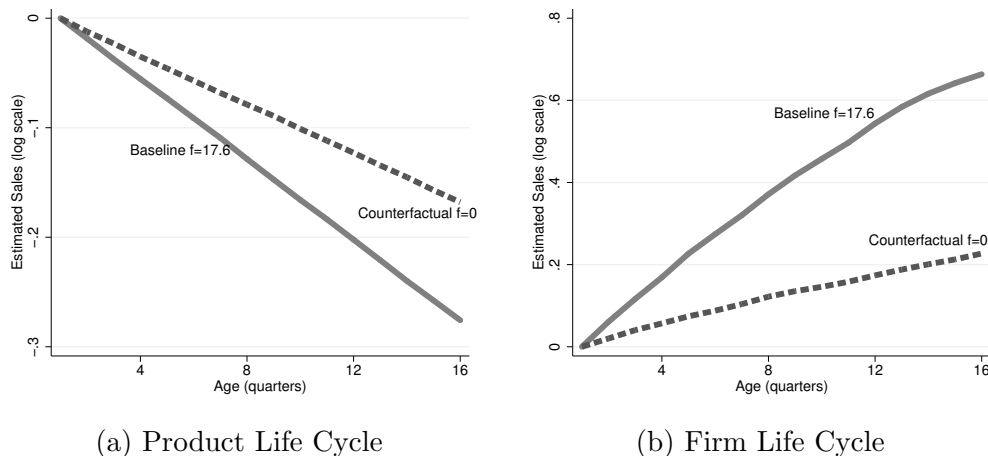 Estimated Sales (log scale)
0
-.1
-.2
-.3
Baseline f=17.6
Counterfactual f=0
4 8 12 16
Age (quarters)
(a) Product Life Cycle
Estimated Sales (log scale)
.8
.6
.4
.2
0
Baseline f=17.6
Counterfactual f=0
4 8 12 16
Age (quarters)
(b) Firm Life Cycle